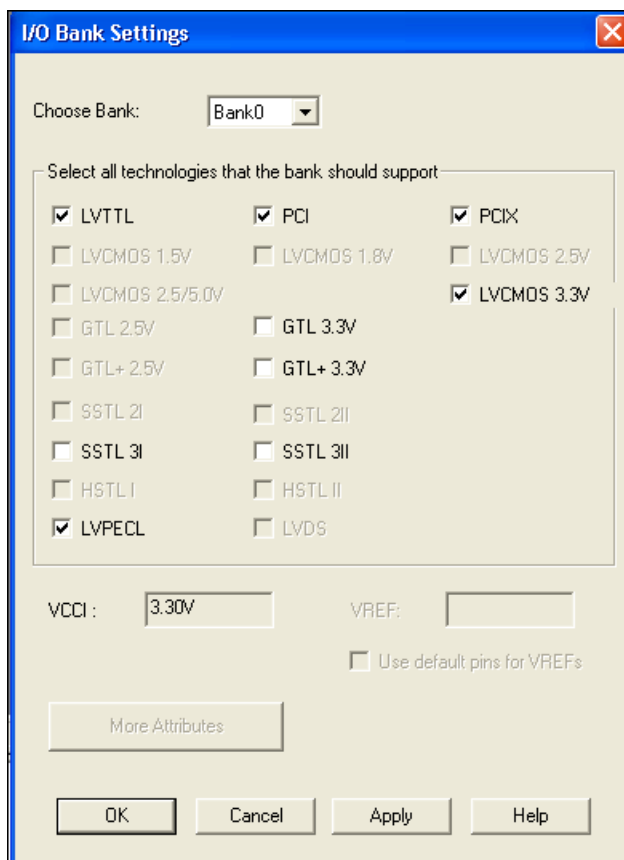 I/O Bank Settings
Choose Bank: Bank0
Select all technologies that the bank should support
LVTTL PCI PCIX
LVCMOS 1.5V LVCMOS 1.8V LVCMOS 2.5V
LVCMOS 2.5/5.0V LVCMOS 3.3V
GTL 2.5V GTL 3.3V
GTL+ 2.5V GTL+ 3.3V
SSTL 2I SSTL 2II
SSTL 3I SSTL 3II
HSTL I HSTL II
LVPECL LVDS
VCCI : 3.30V VREF:
Use default pins for VREFs
More Attributes
OK Cancel Apply Help